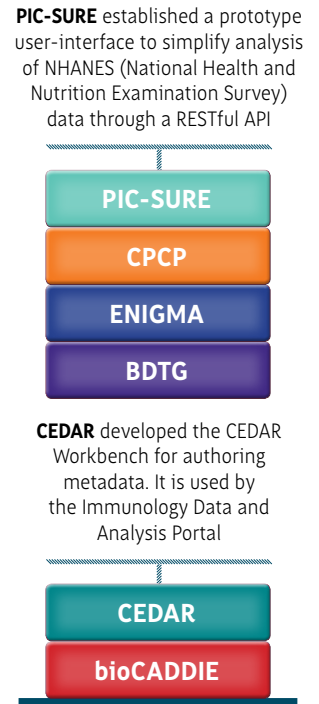 PIC-SURE established a prototype
user-interface to simplify analysis
of NHANES (National Health and
Nutrition Examination Survey)
data through a RESTful API
PIC-SURE
CPCP
ENIGMA
BDTG
CEDAR developed the CEDAR
Workbench for authoring
metadata. It is used by
the Immunology Data and
Analysis Portal
CEDAR
bioCADDIE